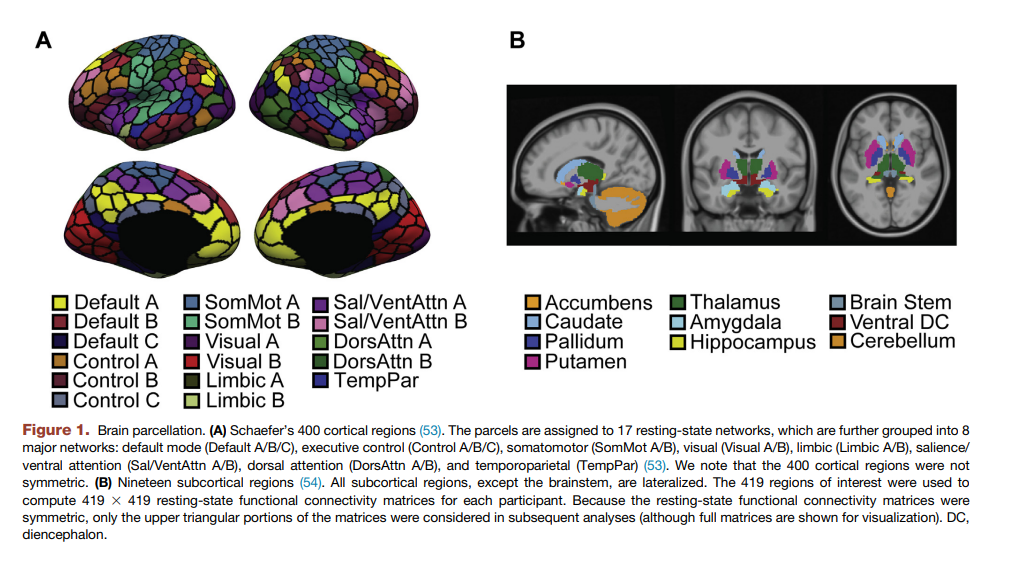 A
B
Default A
Default B
Default C
Control A
Control B
Control C
SomMot A
SomMot B
Visual A
Visual B
Limbic A
Limbic B
Sal/VentAttn A
Sal/VentAttn B
DorsAttn A
DorsAttn B
TempPar
Accumbens
Caudate
Pallidum
Putamen
Thalamus
Amygdala
Hippocampus
Brain Stem
Ventral DC
Cerebellum
Figure 1. Brain parcellation. (A) Schaefer's 400 cortical regions (53). The parcels are assigned to 17 resting-state networks, which are further grouped into 8
major networks: default mode (Default A/B/C), executive control (Control A/B/C), somatomotor (SomMot A/B), visual (Visual A/B), limbic (Limbic A/B), salience/
ventral attention (Sal/VentAttn A/B), dorsal attention (DorsAttn A/B), and temporoparietal (TempPar) (53). We note that the 400 cortical regions were not
symmetric. (B) Nineteen subcortical regions (54). All subcortical regions, except the brainstem, are lateralized. The 419 regions of interest were used to
compute 419 × 419 resting-state functional connectivity matrices for each participant. Because the resting-state functional connectivity matrices were
symmetric, only the upper triangular portions of the matrices were considered in subsequent analyses (although full matrices are shown for visualization). DC,
diencephalon.